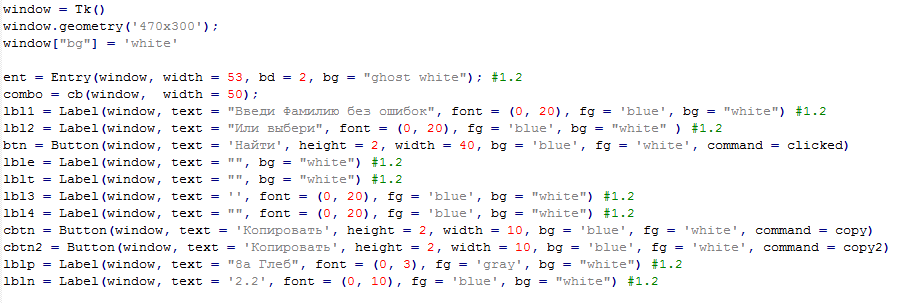 window = Tk()
window.geometry('470x300');
window["bg"] = 'white'
ent = Entry(window, width = 53, bd = 2, bg = "ghost white"); #1.2
combo = cb(window,  width = 50);
lbl1 = Label(window, text = "Введи Фамилию без ошибок", font = (0, 20), fg = 'blue', bg = "white") #1.2
lbl2 = Label(window, text = "Или выбери", font = (0, 20), fg = 'blue', bg = "white" ) #1.2
btn = Button(window, text = 'Найти', height = 2, width = 40, bg = 'blue', fg = 'white', command = clicked)
lble = Label(window, text = "", bg = "white") #1.2
lblt = Label(window, text = "", bg = "white") #1.2
lbl3 = Label(window, text = '', font = (0, 20), fg = 'blue', bg = "white") #1.2
lbl4 = Label(window, text = "", font = (0, 20), fg = 'blue', bg = "white") #1.2
cbtn = Button(window, text = 'Копировать', height = 2, width = 10, bg = 'blue', fg = 'white', command = copy)
cbtn2 = Button(window, text = 'Копировать', height = 2, width = 10, bg = 'blue', fg = 'white', command = copy2)
lblp = Label(window, text = "8а Глеб", font = (0, 3), fg = 'gray', bg = "white") #1.2
lbln = Label(window, text = '2.2', font = (0, 10), fg = 'blue', bg = "white") #1.2